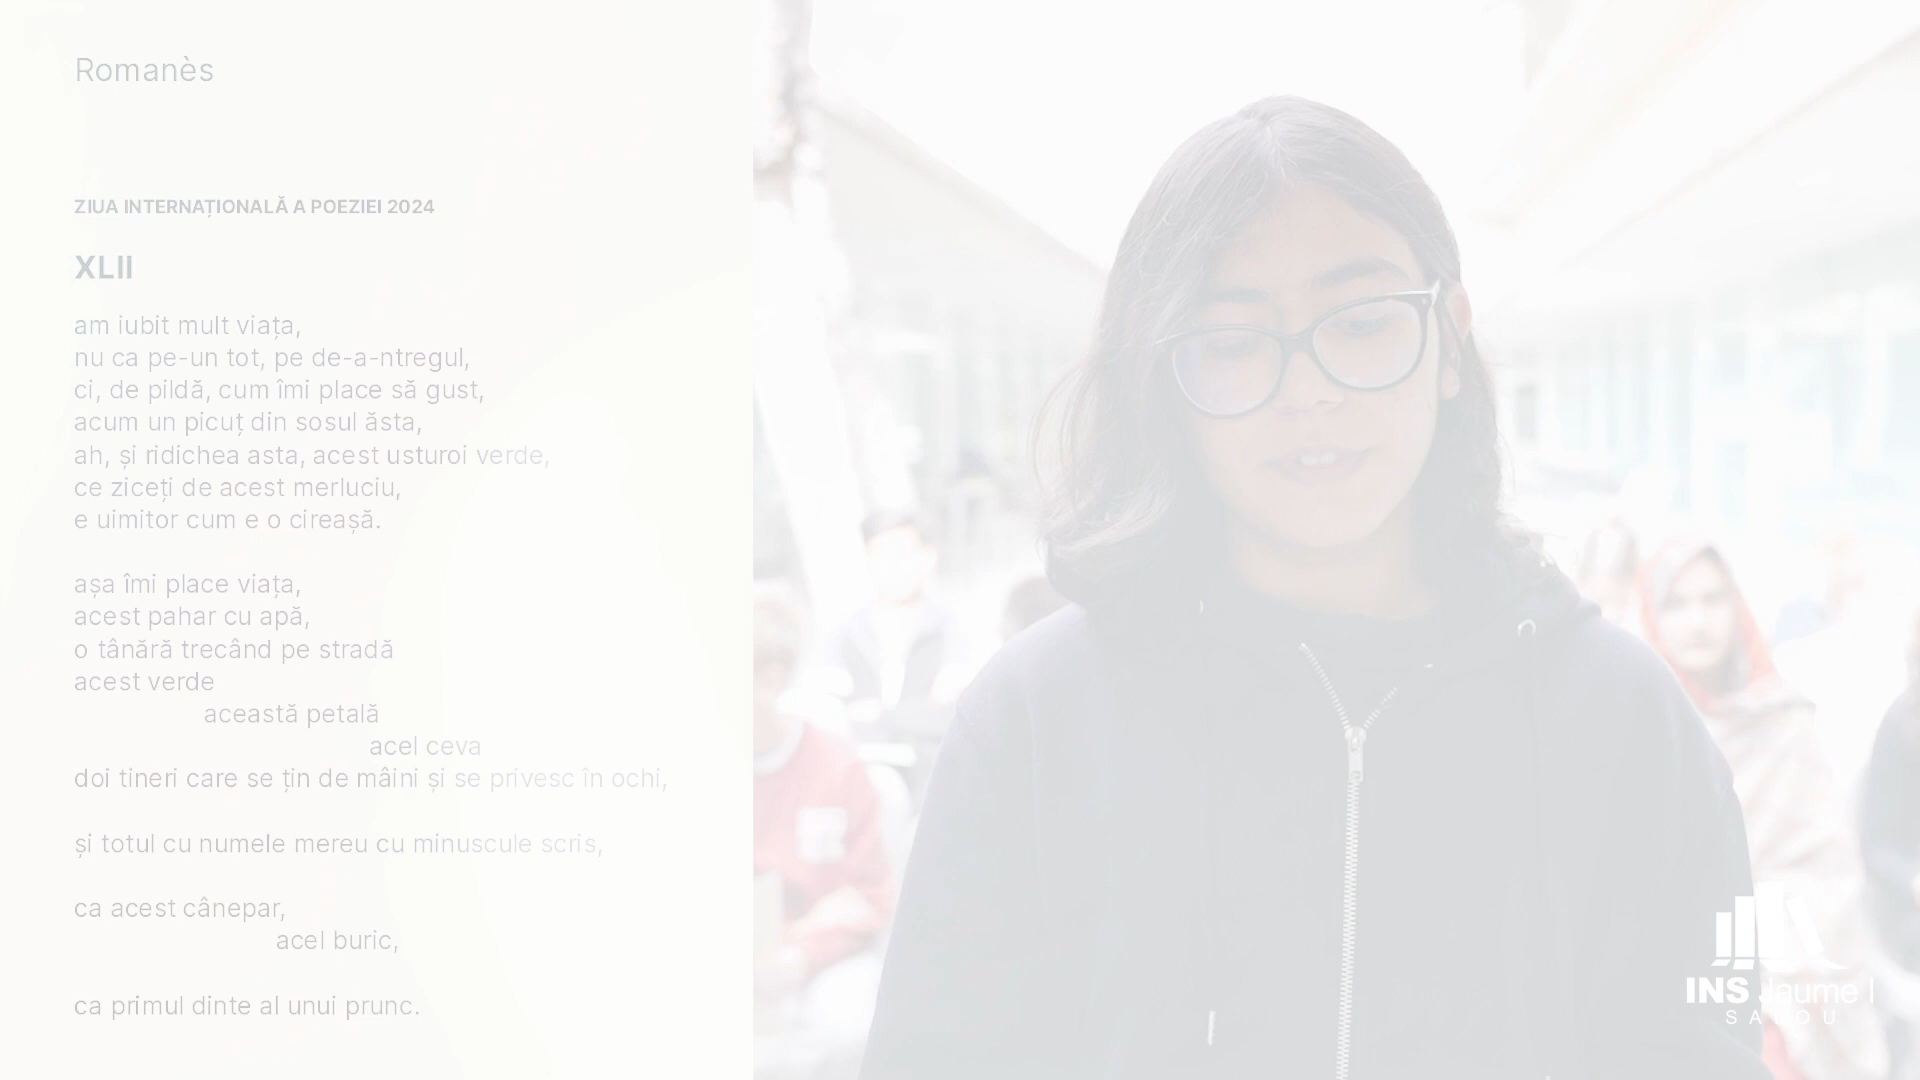 Romanès
ZIUA INTERNAȚIONALĂ A POEZIEI 2024
XLII
am iubit mult viața,
nu ca pe-un tot, pe de-a-ntregul,
ci, de pildă, cum îmi place să gust,
acum un picuț din sosul ăsta,
ah, și ridichea asta, acest usturoi verde,
ce ziceți de acest merluciu,
e uimitor cum e o cireașă.
așa îmi place viața,
acest pahar cu apă,
o tânără trecând pe stradă
acest verde
această petală
acel ceva
doi tineri care se țin de mâini și se privesc în ochi,
și totul cu numele mereu cu minuscule scris,
ca acest cânepar,
acel buric,
ca primul dinte al unui prunc.
INS Jaume I
SALOU